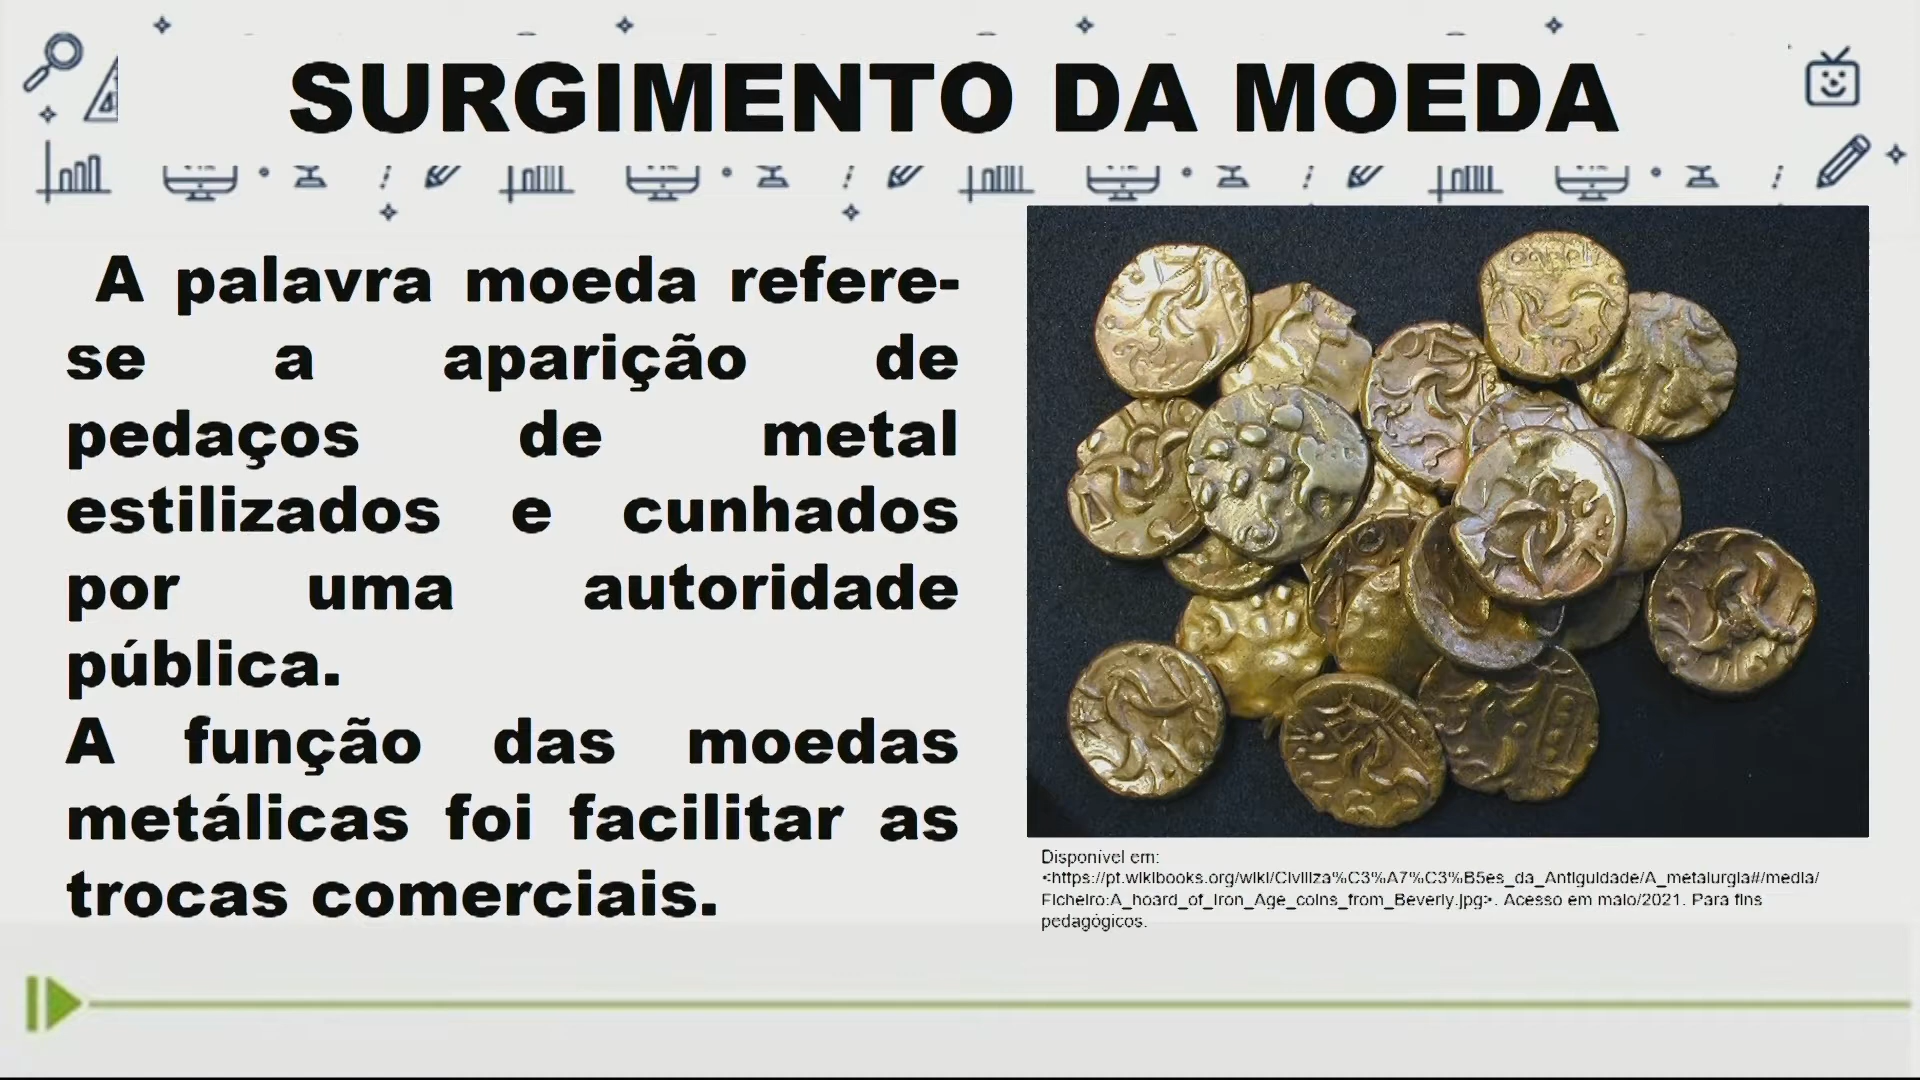 SURGIMENTO DA MOEDA
A palavra moeda refere-
se a aparição de
pedaços de metal
estilizados e cunhados
por uma autoridade
pública.
A função das moedas
metálicas foi facilitar as
trocas comerciais.
Disponível em:
<https://pt.wikibooks.org/wiki/Civiliza%C3%A7%C3%B5es_da_Antiguidade/A_metalurgia#/media/
Ficheiro:A_hoard_of_Iron_Age_coins_from_Beverly.jpg>. Acesso em maio/2021. Para fins
pedagógicos.